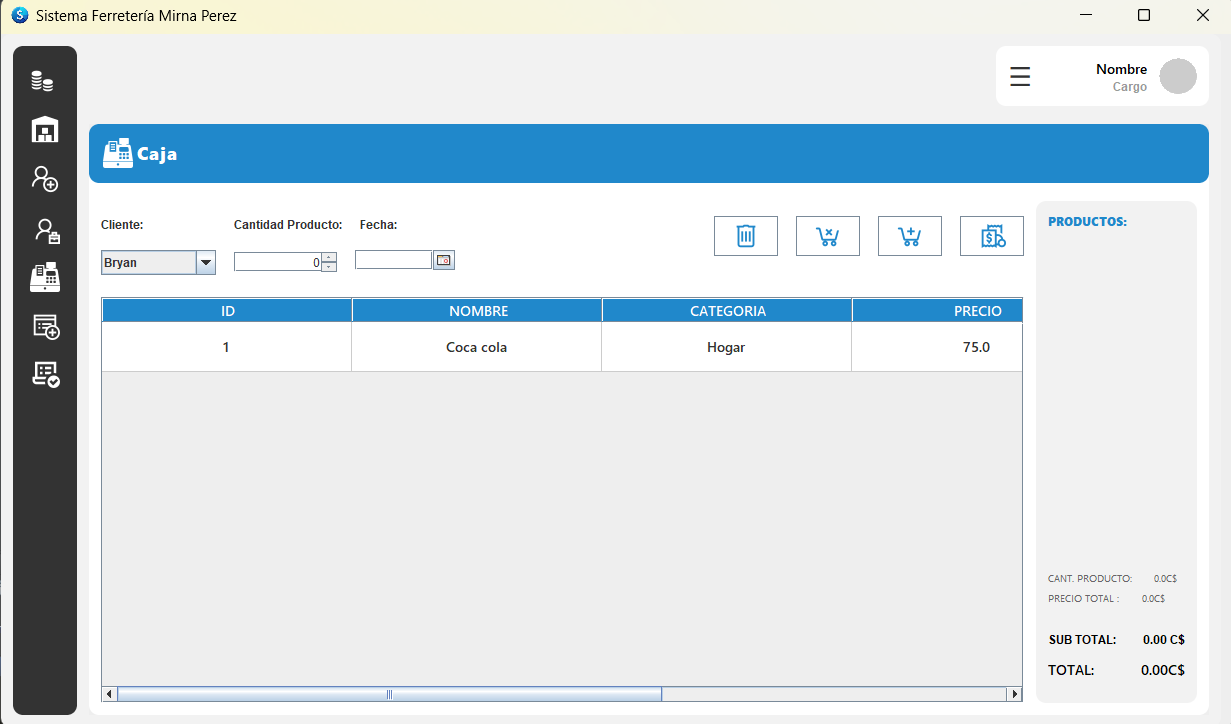 Sistema Ferretería Mirna Perez
Nombre
Cargo
Caja
Cliente:
Cantidad Producto:
Fecha:
Bryan
0
PRODUCTOS:
ID NOMBRE CATEGORIA PRECIO
1 Coca cola Hogar 75.0
CANT. PRODUCTO: 0.0C$
PRECIO TOTAL : 0.0C$
SUB TOTAL: 0.00 C$
TOTAL: 0.00C$